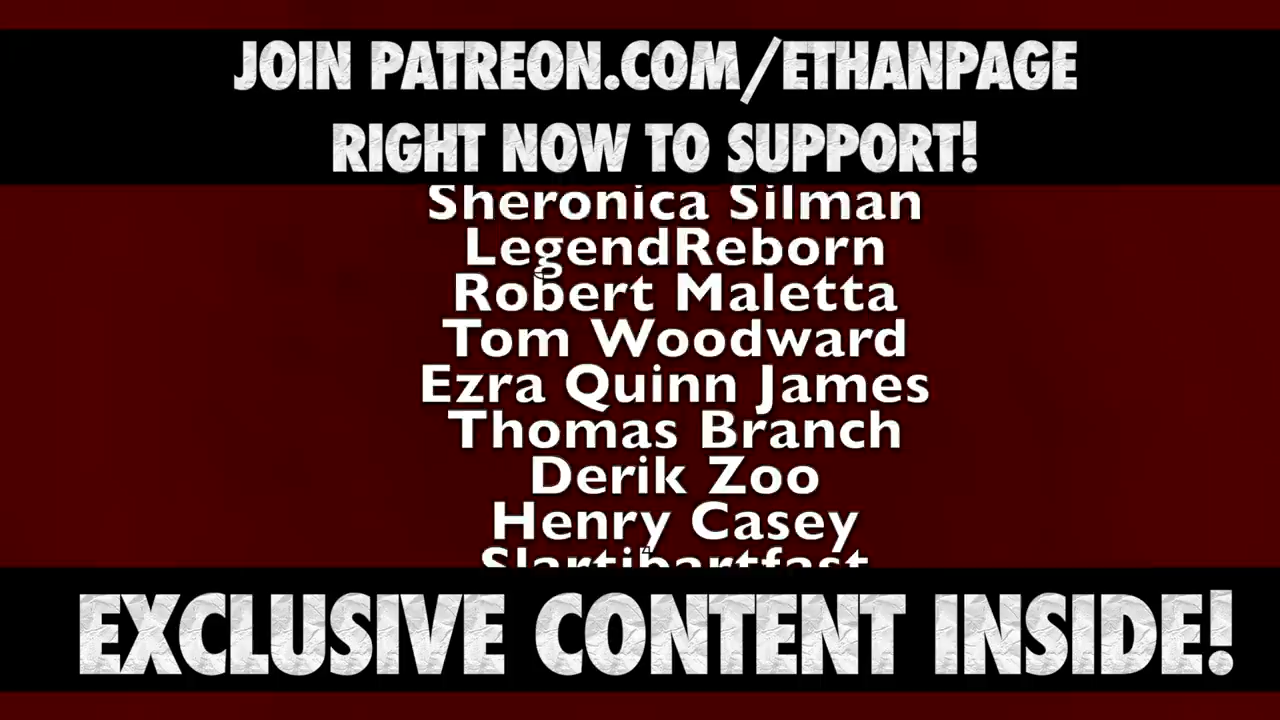 JOIN PATREON.COM/ETHANPAGE
RIGHT NOW TO SUPPORT!
Sheronica Silman
LegendReborn
Robert Maletta
Tom Woodward
Ezra Quinn James
Thomas Branch
Derik Zoo
Henry Casey
Slartibartfast
EXCLUSIVE CONTENT INSIDE!